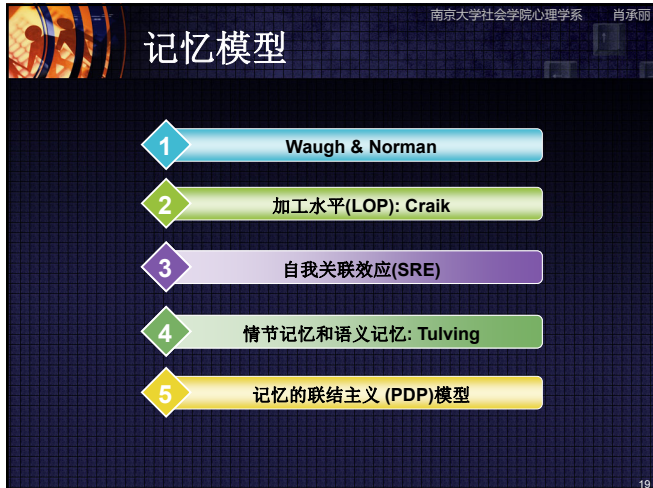 南京大学社会学院心理学系 肖承丽
记忆模型
1 Waugh & Norman
2 加工水平(LOP): Craik
3 自我关联效应(SRE)
4 情节记忆和语义记忆: Tulving
5 记忆的联结主义 (PDP)模型
19